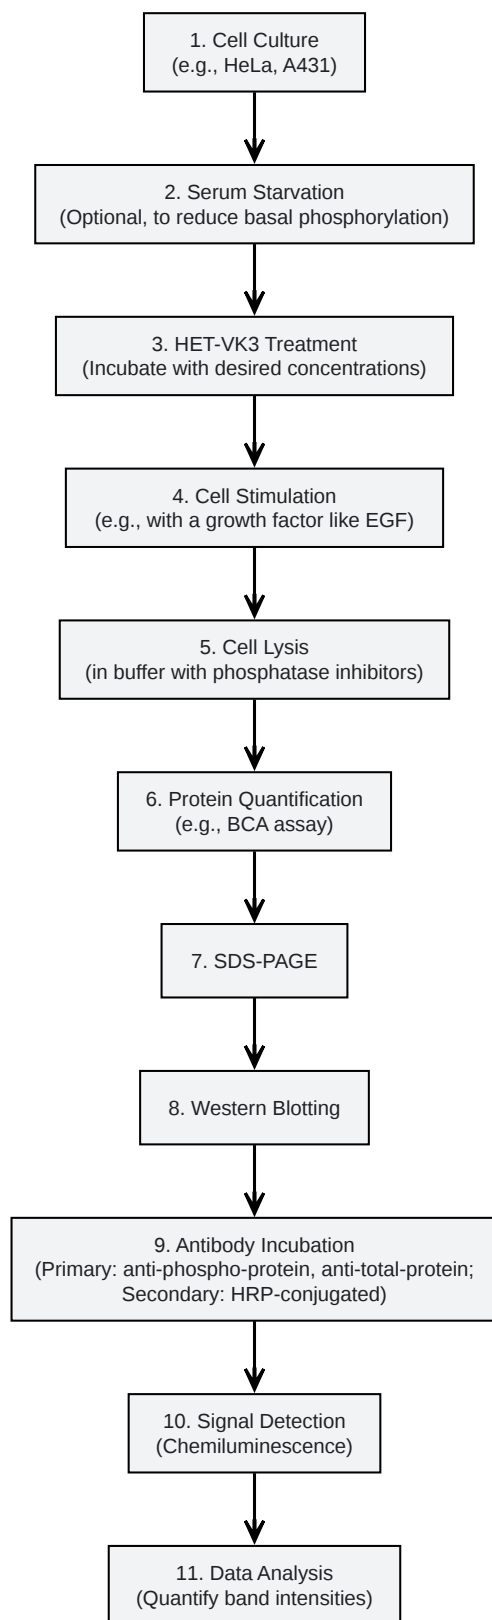 1. Cell Culture
(e.g., HeLa, A431)
2. Serum Starvation
(Optional, to reduce basal phosphorylation)
3. HET-VK3 Treatment
(Incubate with desired concentrations)
4. Cell Stimulation
(e.g., with a growth factor like EGF)
5. Cell Lysis
(in buffer with phosphatase inhibitors)
6. Protein Quantification
(e.g., BCA assay)
7. SDS-PAGE
8. Western Blotting
9. Antibody Incubation
(Primary: anti-phospho-protein, anti-total-protein;
Secondary: HRP-conjugated)
10. Signal Detection
(Chemiluminescence)
11. Data Analysis
(Quantify band intensities)